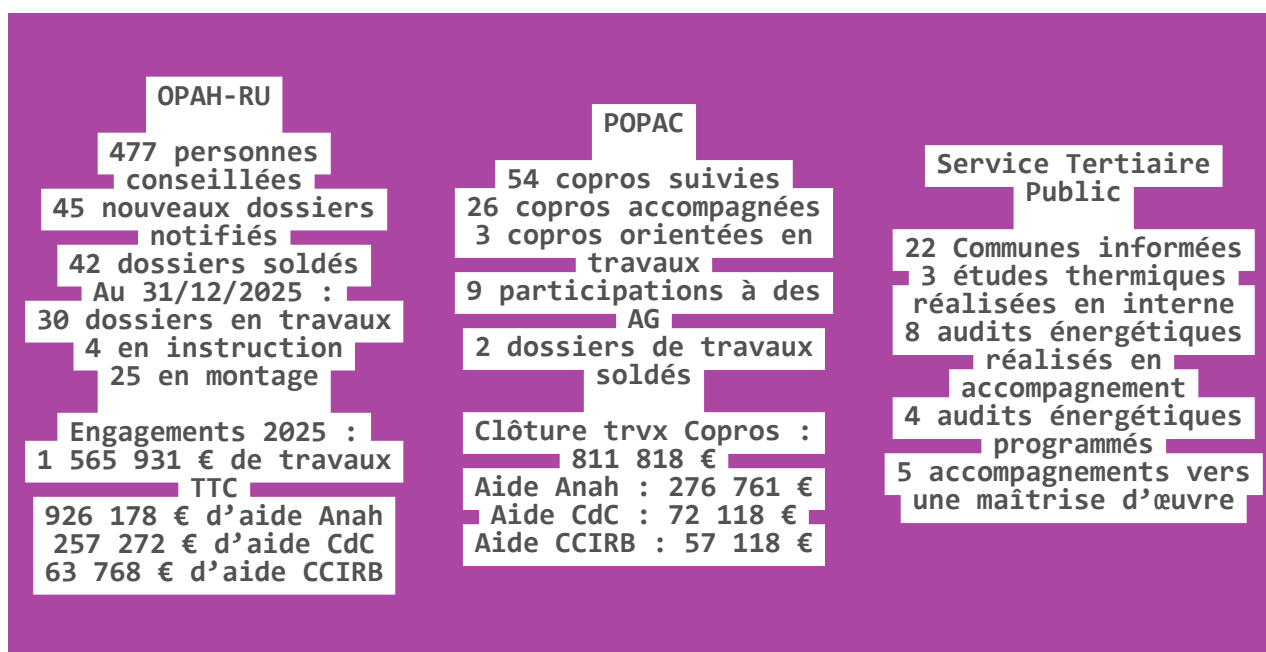 OPAH-RU
477 personnes
conseillées
45 nouveaux dossiers
notifiés
42 dossiers soldés
Au 31/12/2025 :
30 dossiers en travaux
4 en instruction
25 en montage
Engagements 2025 :
1 565 931 € de travaux
TTC
926 178 € d’aide Anah
257 272 € d’aide CdC
63 768 € d’aide CCIRB
POPAC
54 copros suivies
26 copros accompagnées
3 copros orientées en
travaux
9 participations à des
AG
2 dossiers de travaux
soldés
Clôture trvx Copros :
811 818 €
Aide Anah : 276 761 €
Aide CdC : 72 118 €
Aide CCIRB : 57 118 €
Service Tertiaire
Public
22 Communes informées
3 études thermiques
réalisées en interne
8 audits énergétiques
réalisés en
accompagnement
4 audits énergétiques
programmés
5 accompagnements vers
une maîtrise d’œuvre